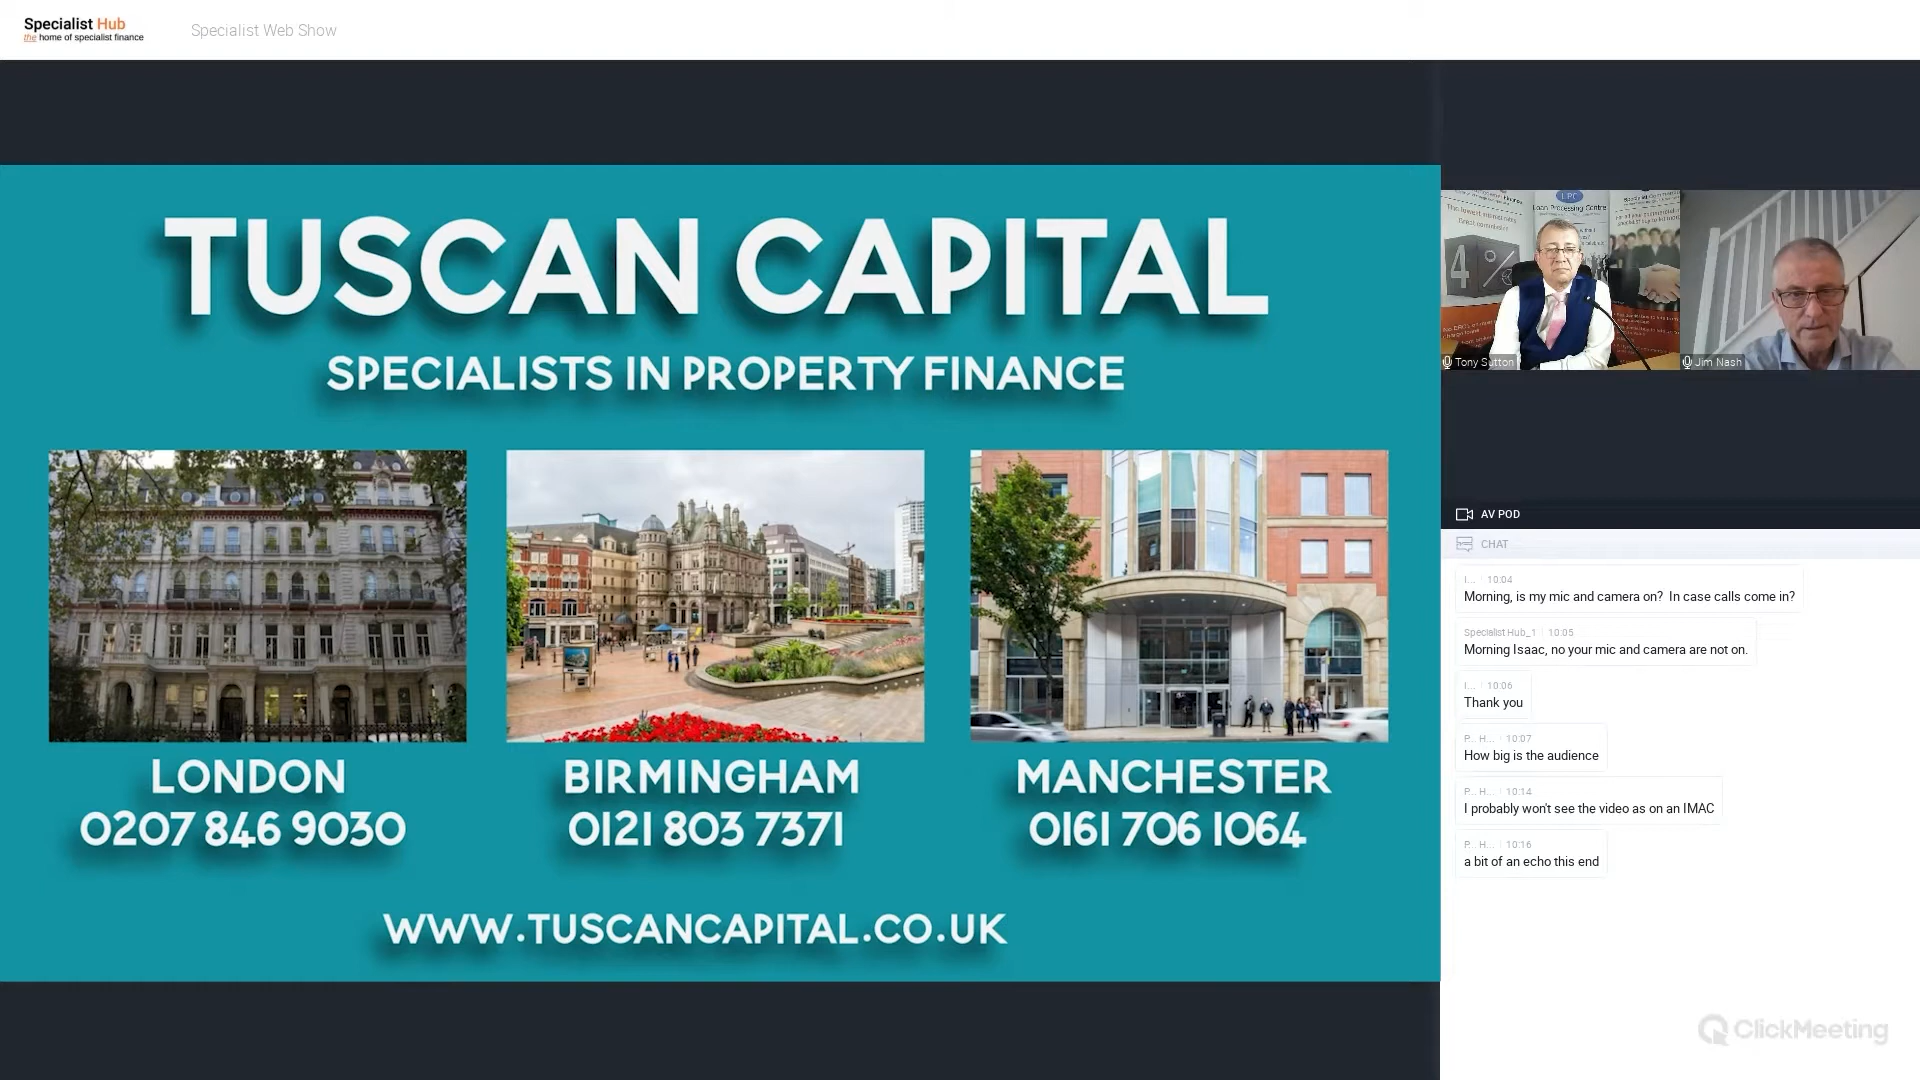 Specialist Hub
the home of specialist finance
Specialist Web Show
TUSCAN CAPITAL
SPECIALISTS IN PROPERTY FINANCE
LONDON
0207 846 9030
BIRMINGHAM
0121 803 7371
MANCHESTER
0161 706 1064
WWW.TUSCANCAPITAL.CO.UK
LPC
Loan Processing Centre
4%
Tony Sutton
Jim Nash
AV POD
CHAT
I... 10:04
Morning, is my mic and camera on? In case calls come in?
Specialist Hub_1 10:05
Morning Isaac, no your mic and camera are not on.
I... 10:06
Thank you
P... H... 10:07
How big is the audience
P... H... 10:14
I probably won't see the video as on an IMAC
P... H... 10:16
a bit of an echo this end
ClickMeeting